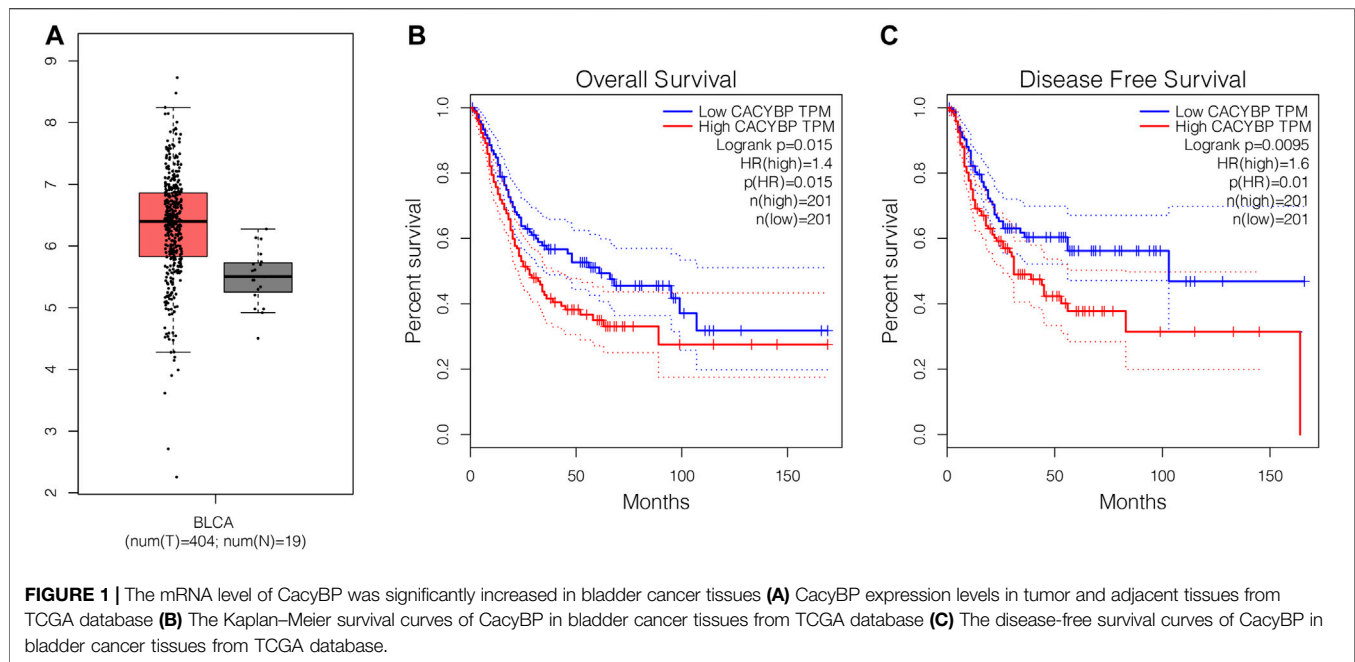 A
9
8
7
6
5
4
3
2
BLCA
(num(T)=404; num(N)=19)
B
Overall Survival
Low CACYBP TPM
High CACYBP TPM
Logrank p=0.015
HR(high)=1.4
p(HR)=0.015
n(high)=201
n(low)=201
Percent survival
1.0
0.8
0.6
0.4
0.2
0.0
0 50 100 150
Months
C
Disease Free Survival
Low CACYBP TPM
High CACYBP TPM
Logrank p=0.0095
HR(high)=1.6
p(HR)=0.01
n(high)=201
n(low)=201
Percent survival
1.0
0.8
0.6
0.4
0.2
0.0
0 50 100 150
Months
FIGURE 1 | The mRNA level of CacyBP was significantly increased in bladder cancer tissues (A) CacyBP expression levels in tumor and adjacent tissues from
TCGA database (B) The Kaplan–Meier survival curves of CacyBP in bladder cancer tissues from TCGA database (C) The disease-free survival curves of CacyBP in
bladder cancer tissues from TCGA database.